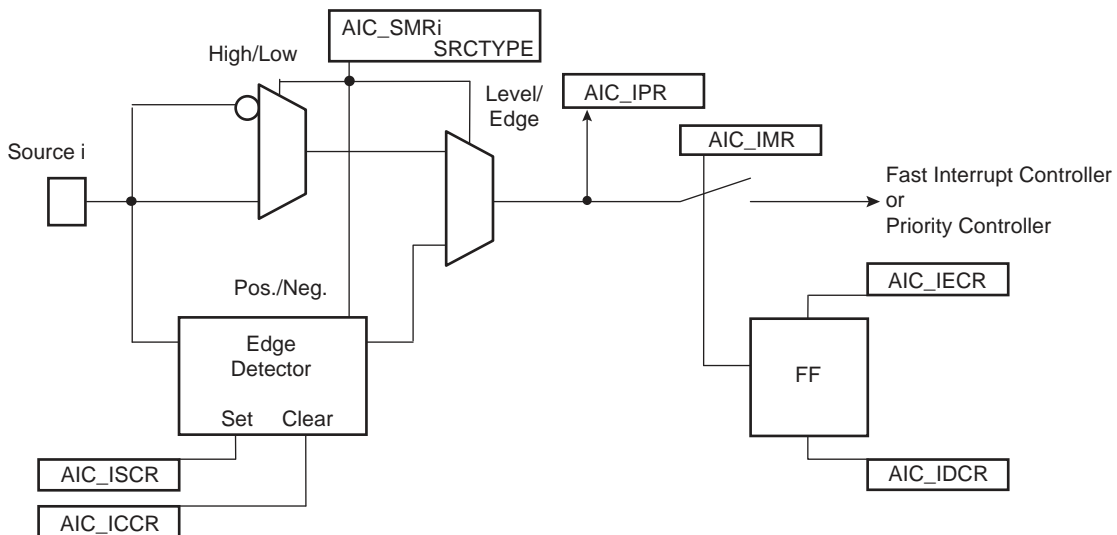 AIC_SMRi
SRCTYPE
High/Low
Level/
Edge
AIC_IPR
AIC_IMR
Source i
Fast Interrupt Controller
or
Priority Controller
Pos./Neg.
AIC_IECR
Edge
Detector
FF
Set Clear
AIC_ISCR
AIC_IDCR
AIC_ICCR